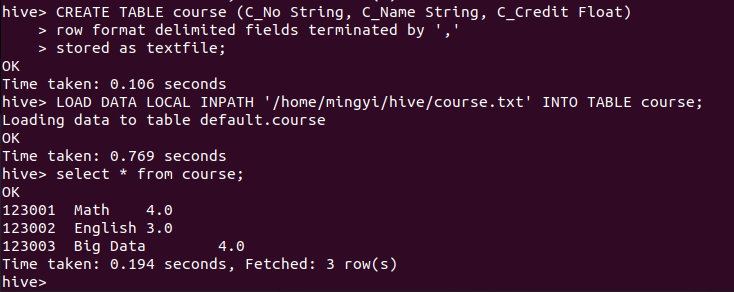 hive> CREATE TABLE course (C_No String, C_Name String, C_Credit Float)
    > row format delimited fields terminated by ','
    > stored as textfile;
OK
Time taken: 0.106 seconds
hive> LOAD DATA LOCAL INPATH '/home/mingyi/hive/course.txt' INTO TABLE course;
Loading data to table default.course
OK
Time taken: 0.769 seconds
hive> select * from course;
OK
123001  Math    4.0
123002  English 3.0
123003  Big Data        4.0
Time taken: 0.194 seconds, Fetched: 3 row(s)
hive>